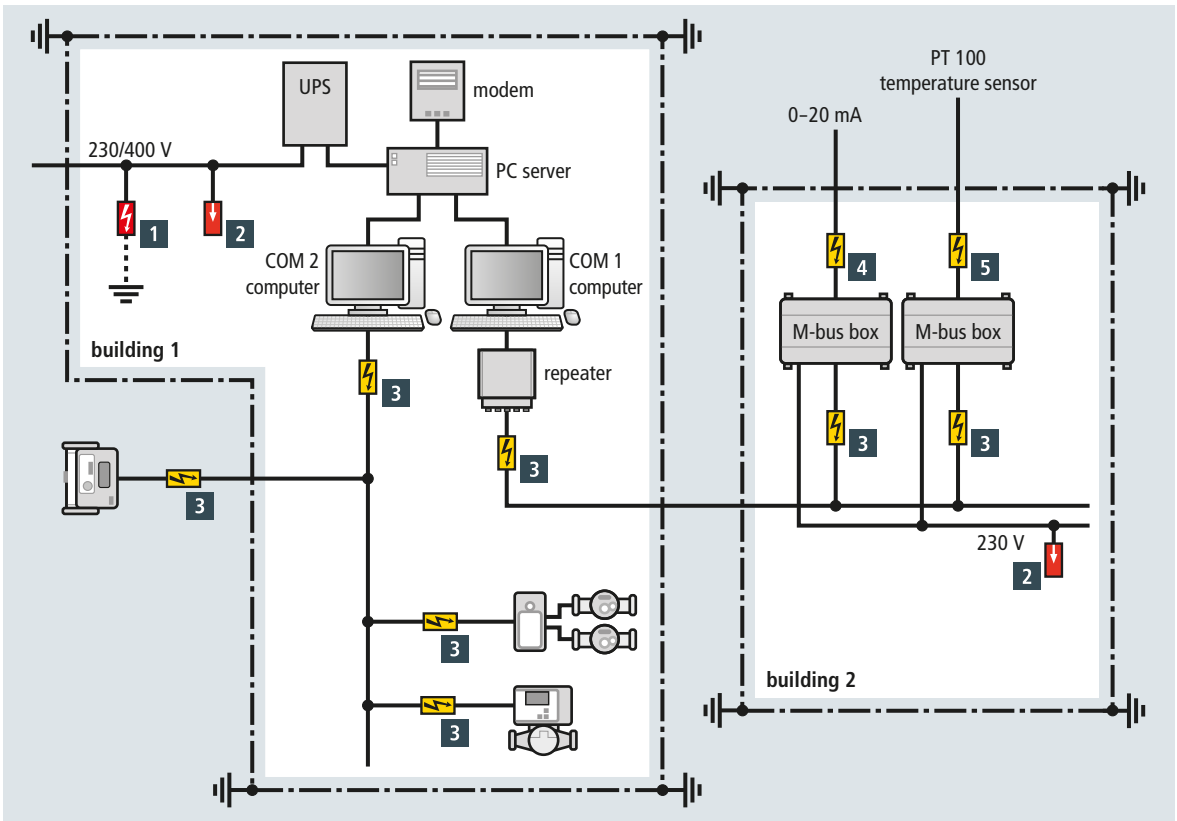 UPS
modem
230/400 V
PC server
1
2
COM 2
computer
COM 1
computer
building 1
3
repeater
3
3
3
3
PT 100
temperature sensor
0–20 mA
4
5
M-bus box
M-bus box
3
3
230 V
2
building 2